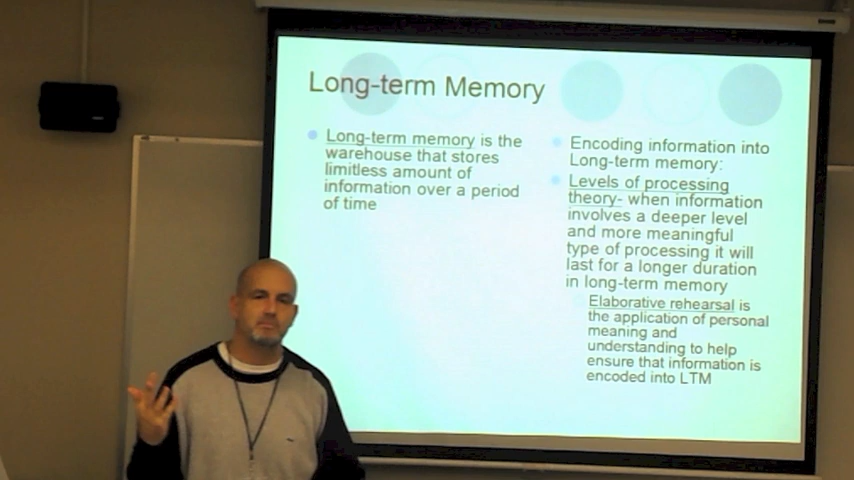 Long-term Memory
Long-term memory is the
warehouse that stores
limitless amount of
information over a period
of time
Encoding information into
Long-term memory:
Levels of processing
theory- when information
involves a deeper level
and more meaningful
type of processing it will
last for a longer duration
in long-term memory
Elaborative rehearsal is
the application of personal
meaning and
understanding to help
ensure that information is
encoded into LTM